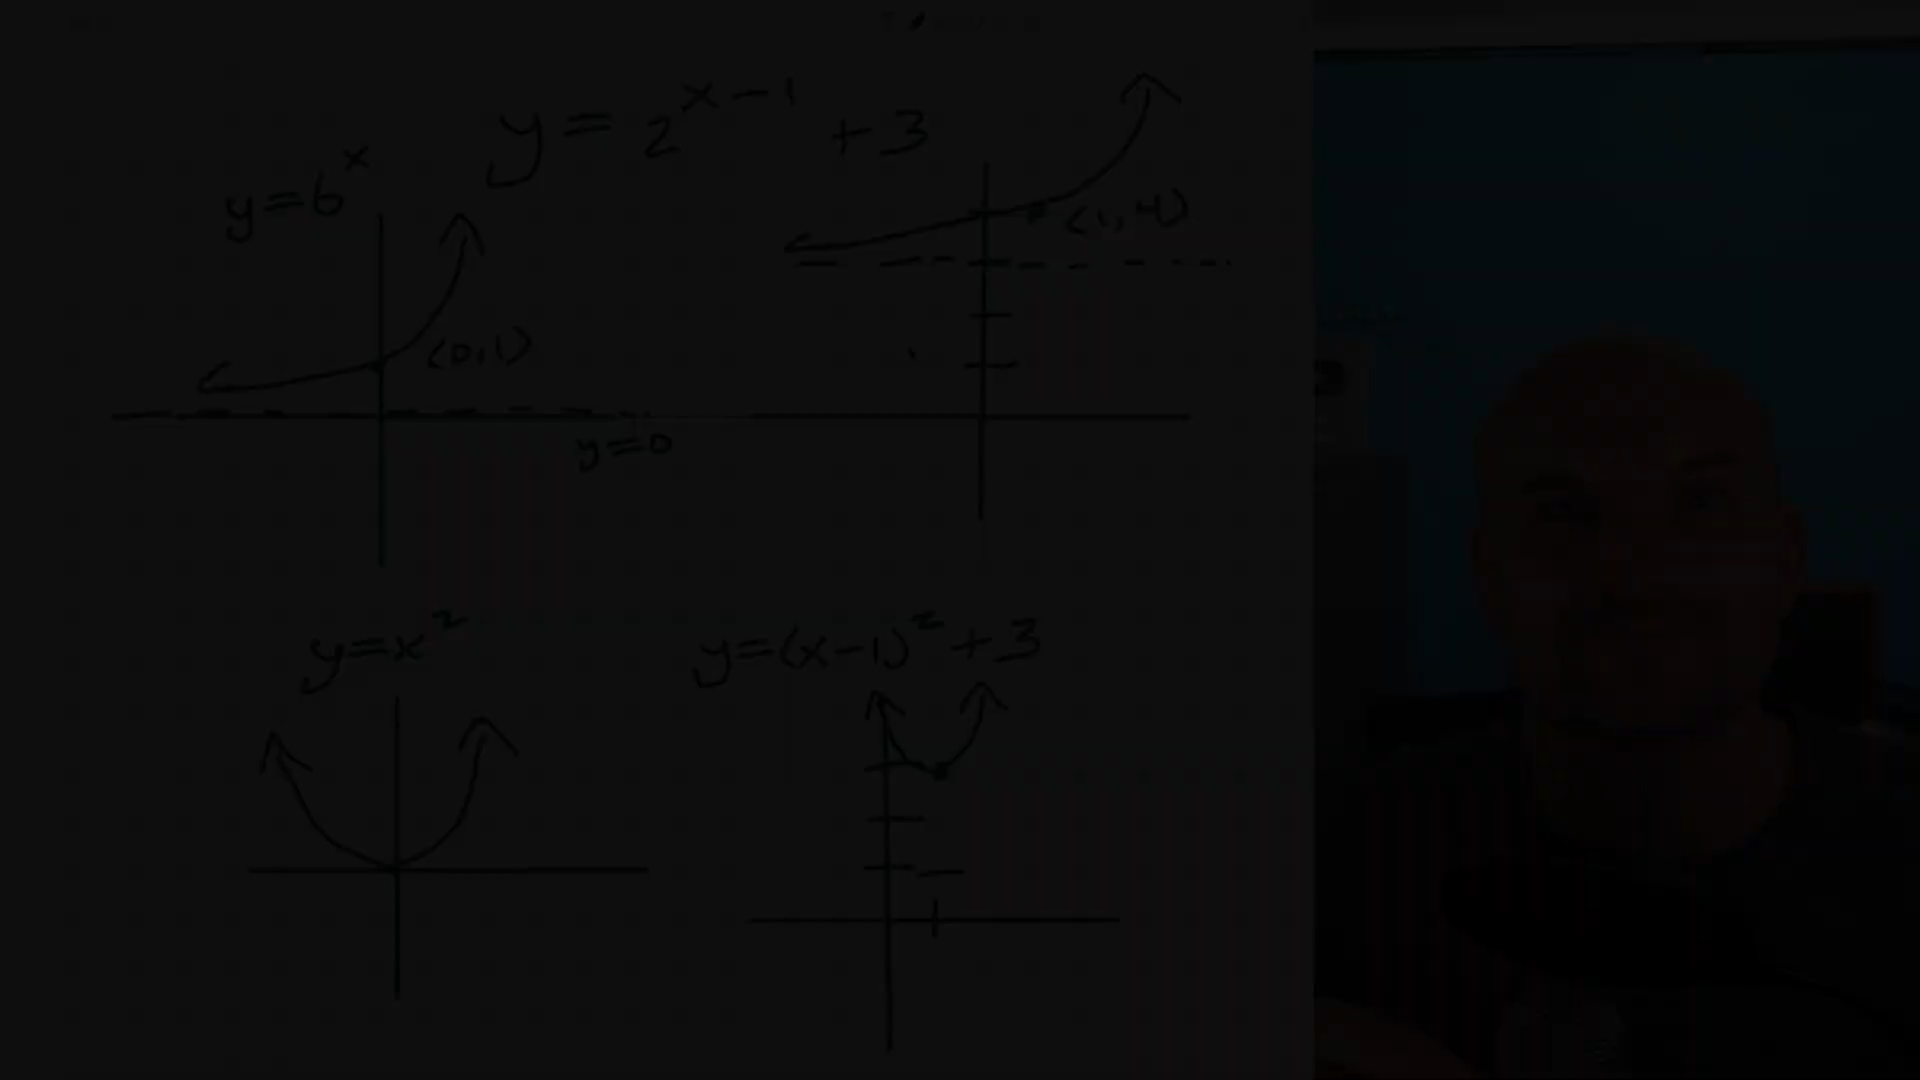 y = 2^{x-1} + 3
y = 6^x
(1,4)
(0,1)
y=0
y=x^2
y=(x-1)^2+3